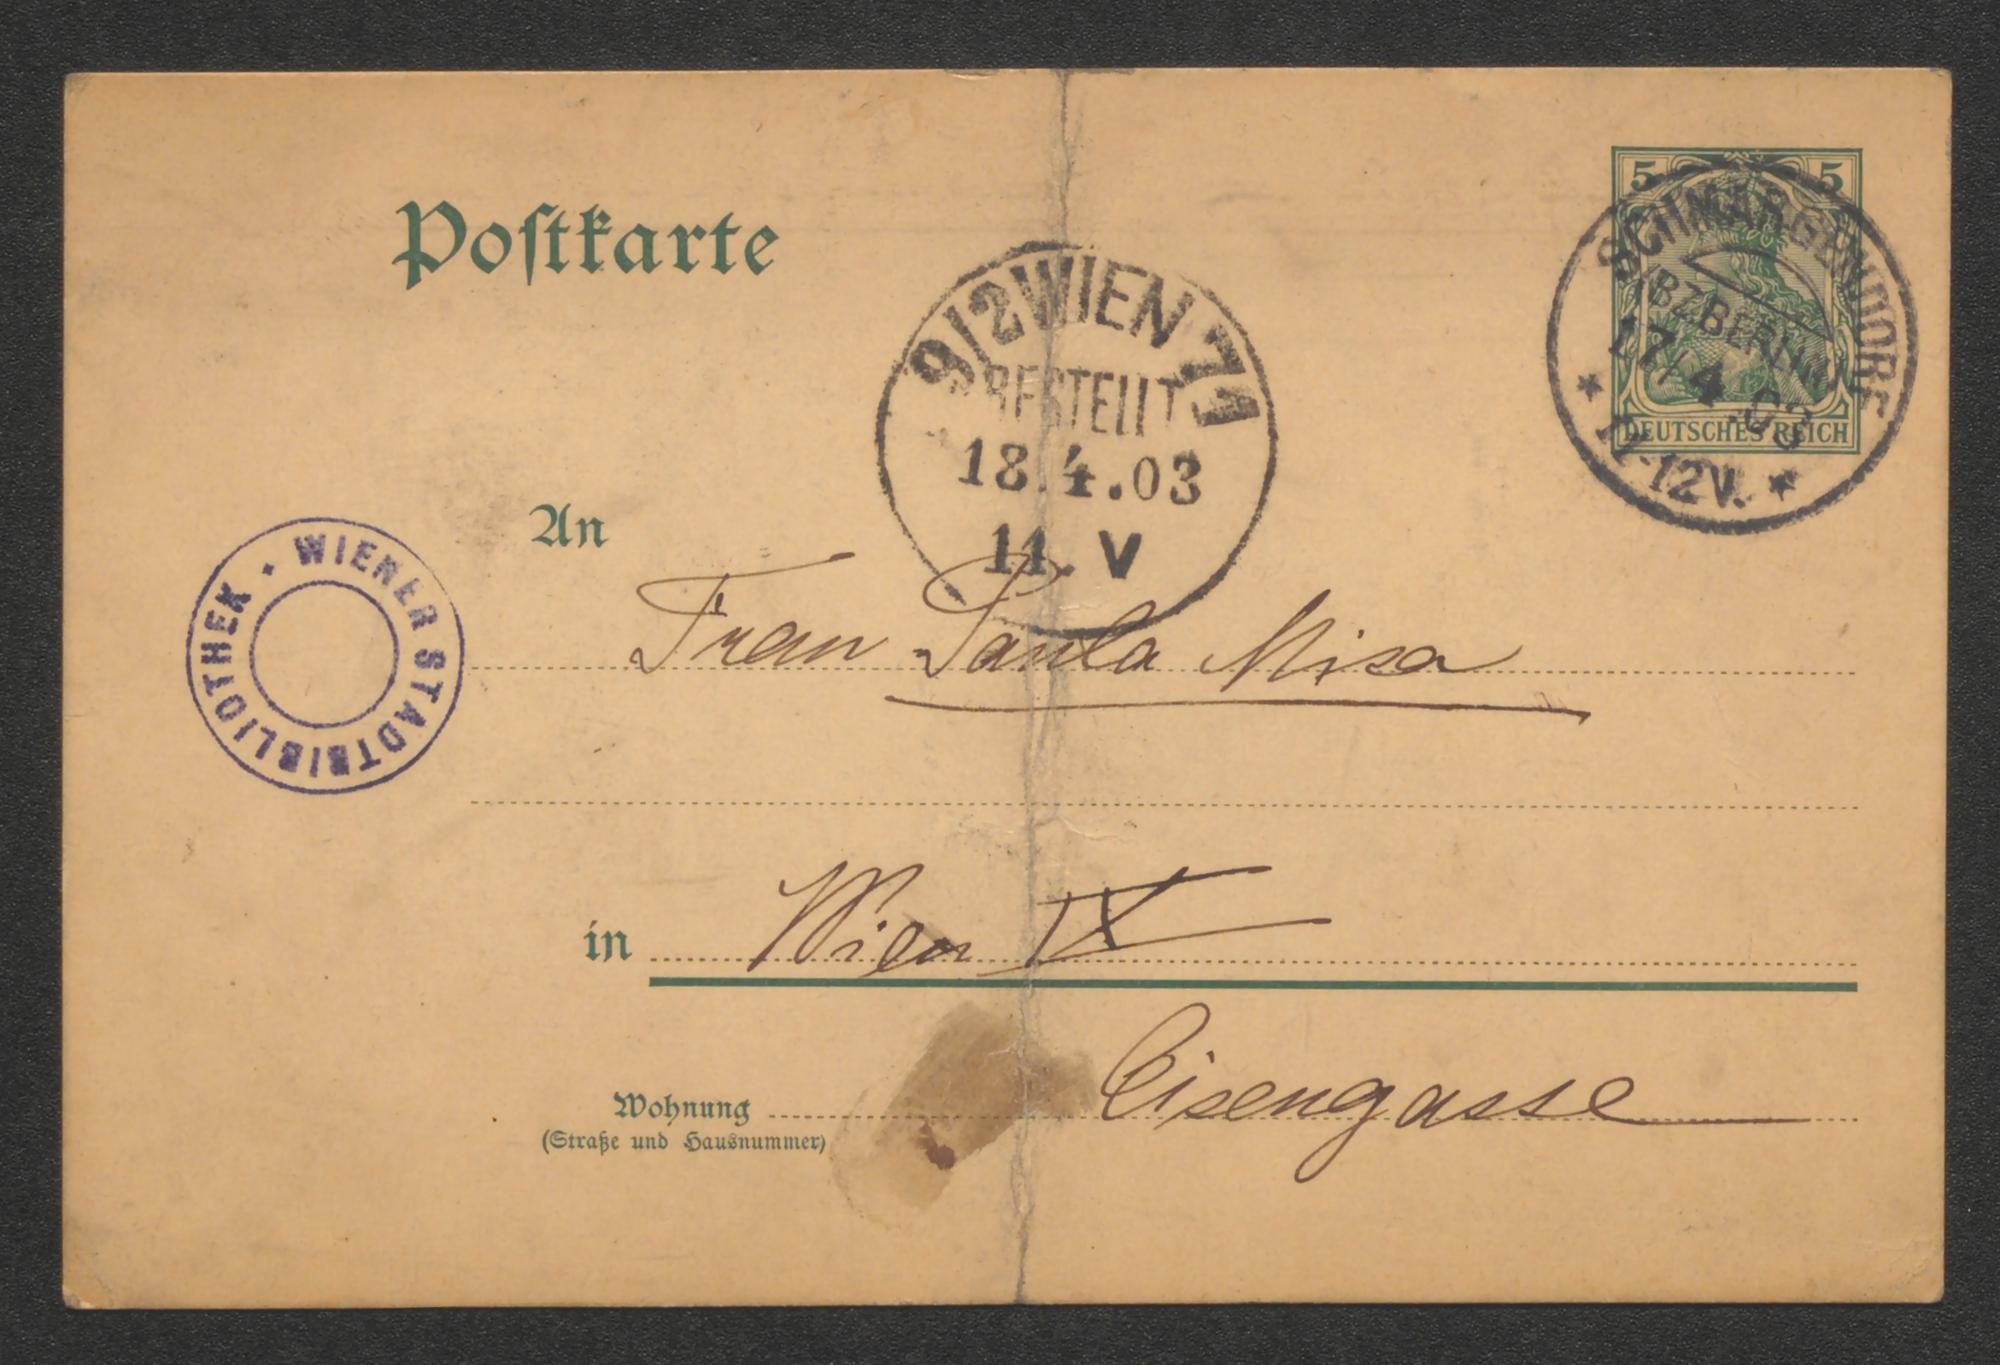 Postkarte
5 5
DEUTSCHES REICH
SCHMARGENDORF
(BZ. BERLIN)
17/4.03
11-12V.
9/2 WIEN 71
BESTELLT
18.4.03
11. V
WIENER STADTBIBLIOTHEK
An
Frau Paula Misa
in Wien IX
Wohnung Eisengasse
(Straße und Hausnummer)